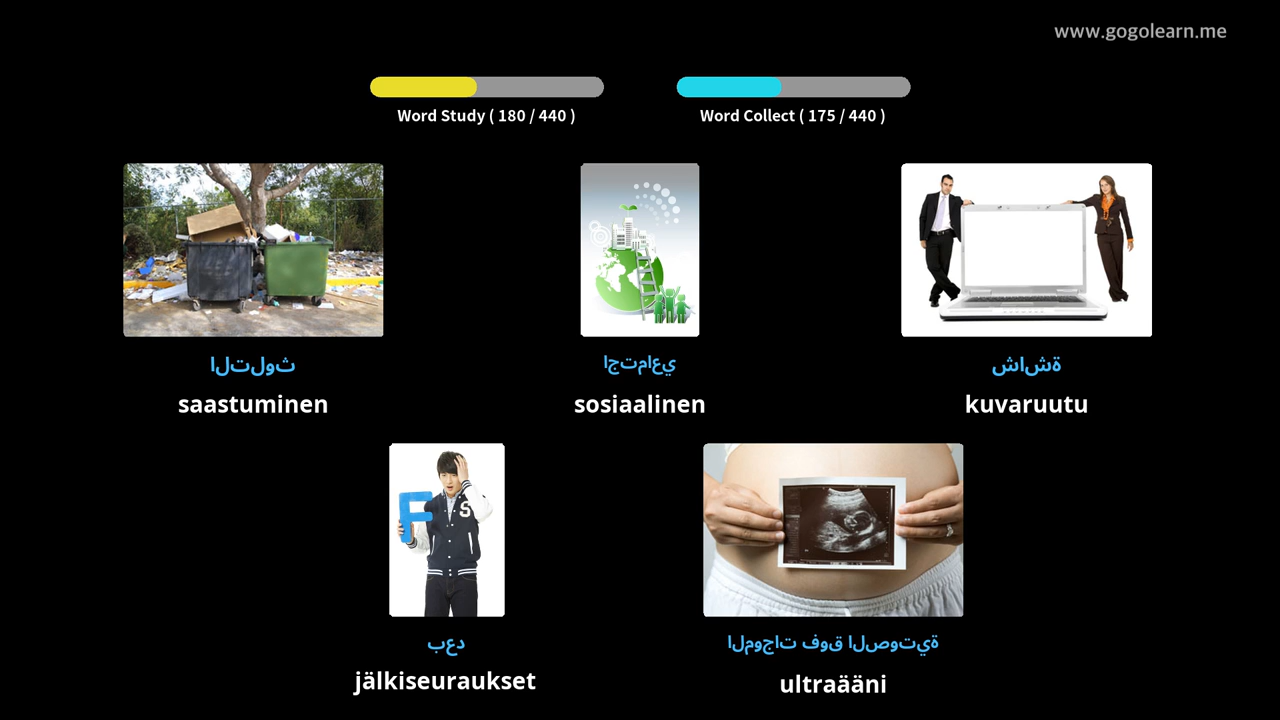 www.gogolearn.me
Word Study ( 180 / 440 )
Word Collect ( 175 / 440 )
التلوث
اجتماعي
شاشة
saastuminen
sosiaalinen
kuvaruutu
F
S
بعد
الموجات فوق الصوتية
jälkiseuraukset
ultraääni